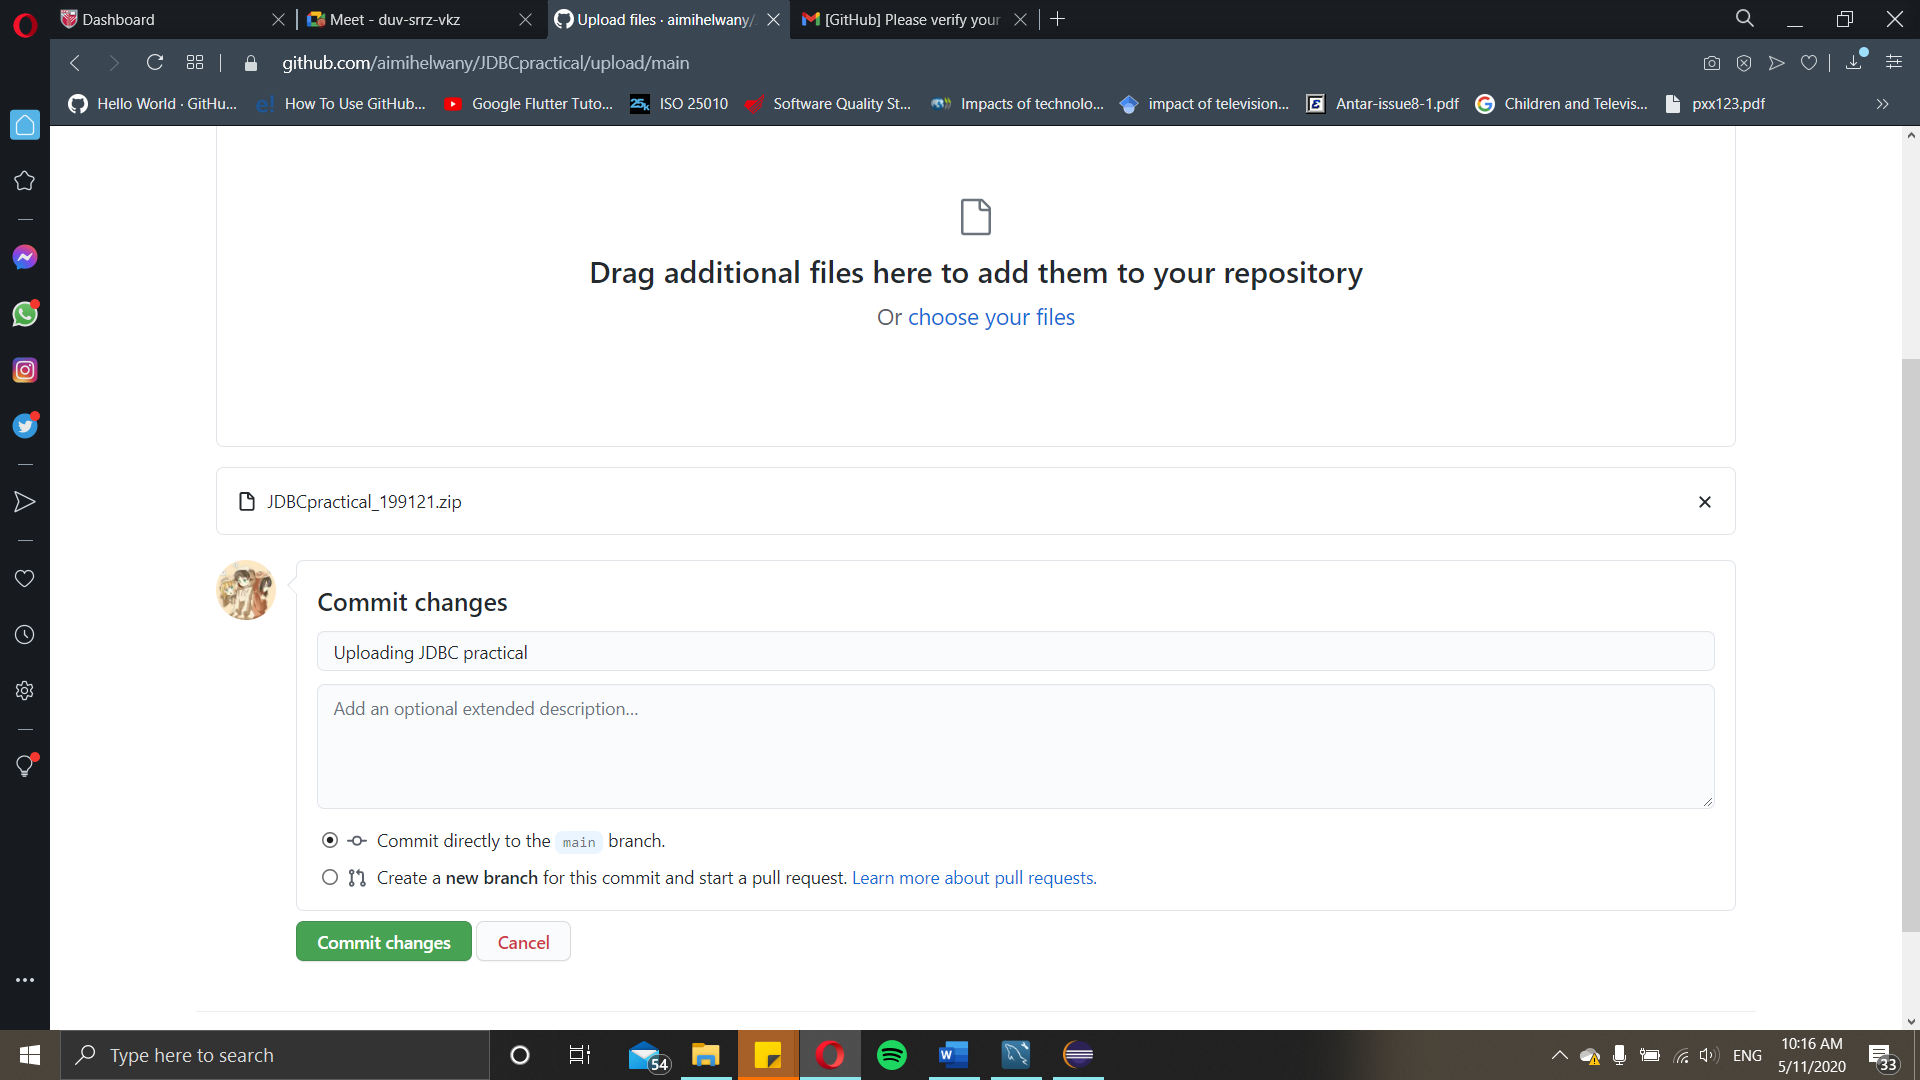 Dashboard
Meet - duv-srrz-vkz
Upload files · aimihelwany/
[GitHub] Please verify your
github.com/aimihelwany/JDBCpractical/upload/main
Hello World · GitHu...
How To Use GitHub...
Google Flutter Tuto...
25K
ISO 25010
Software Quality St...
Impacts of technolo...
impact of television...
Antar-issue8-1.pdf
Children and Televis...
pxx123.pdf
Drag additional files here to add them to your repository
Or choose your files
JDBCpractical_199121.zip
Commit changes
Uploading JDBC practical
Add an optional extended description...
Commit directly to the main branch.
Create a new branch for this commit and start a pull request. Learn more about pull requests.
Commit changes
Cancel
Type here to search
54
W
ENG
10:16 AM
5/11/2020
33